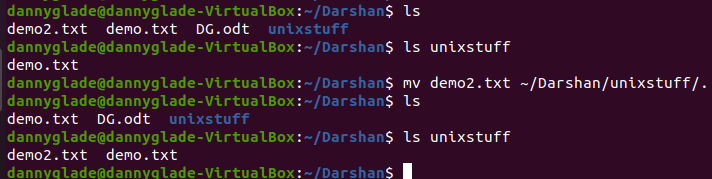 dannyglade@dannyglade-VirtualBox:~/Darshan$ ls
demo2.txt  demo.txt  DG.odt  unixstuff
dannyglade@dannyglade-VirtualBox:~/Darshan$ ls unixstuff
demo.txt
dannyglade@dannyglade-VirtualBox:~/Darshan$ mv demo2.txt ~/Darshan/unixstuff/.
dannyglade@dannyglade-VirtualBox:~/Darshan$ ls
demo.txt  DG.odt  unixstuff
dannyglade@dannyglade-VirtualBox:~/Darshan$ ls unixstuff
demo2.txt  demo.txt
dannyglade@dannyglade-VirtualBox:~/Darshan$